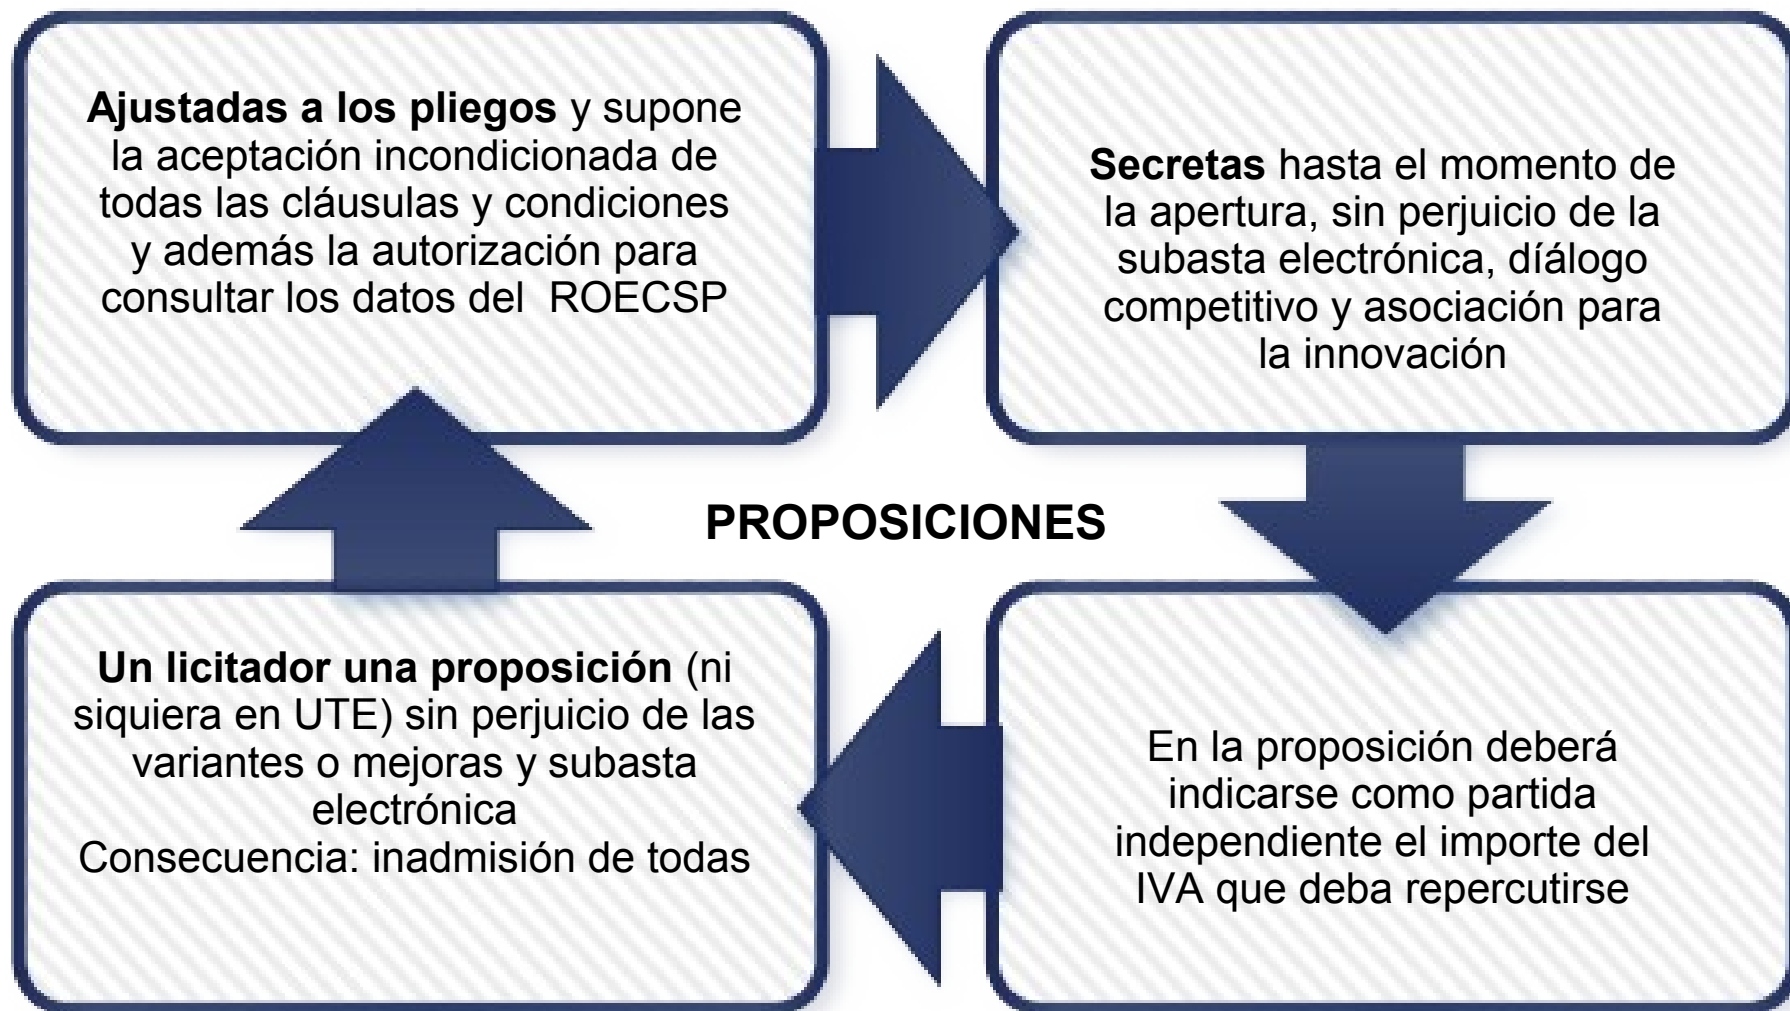 Ajustadas a los pliegos y supone
la aceptación incondicionada de
todas las cláusulas y condiciones
y además la autorización para
consultar los datos del  ROECSP
Secretas hasta el momento de
la apertura, sin perjuicio de la
subasta electrónica, díálogo
competitivo y asociación para
la innovación
PROPOSICIONES
Un licitador una proposición (ni
siquiera en UTE) sin perjuicio de las
variantes o mejoras y subasta
electrónica
Consecuencia: inadmisión de todas
En la proposición deberá
indicarse como partida
independiente el importe del
IVA que deba repercutirse